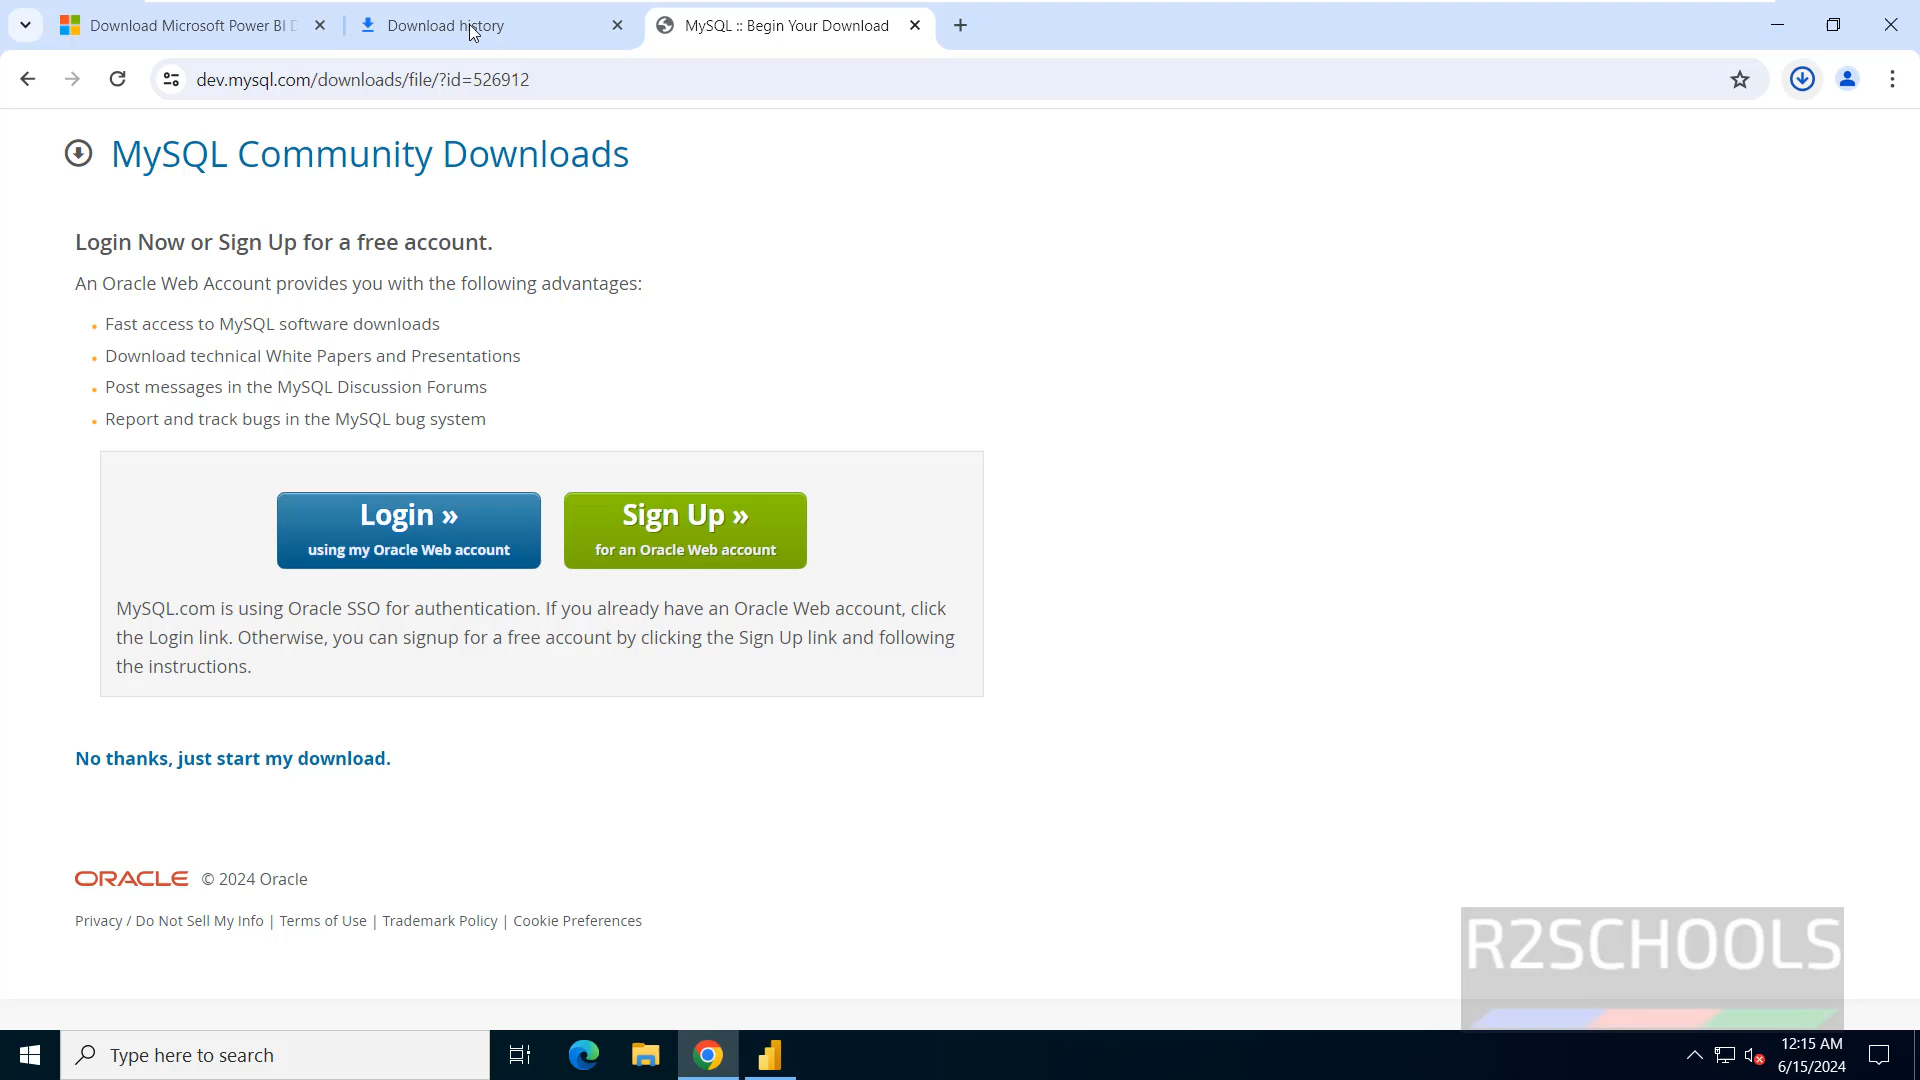 Download Microsoft Power BI D
Download history
MySQL :: Begin Your Download
dev.mysql.com/downloads/file/?id=526912
MySQL Community Downloads
Login Now or Sign Up for a free account.
An Oracle Web Account provides you with the following advantages:
Fast access to MySQL software downloads
Download technical White Papers and Presentations
Post messages in the MySQL Discussion Forums
Report and track bugs in the MySQL bug system
Login »
using my Oracle Web account
Sign Up »
for an Oracle Web account
MySQL.com is using Oracle SSO for authentication. If you already have an Oracle Web account, click
the Login link. Otherwise, you can signup for a free account by clicking the Sign Up link and following
the instructions.
No thanks, just start my download.
ORACLE © 2024 Oracle
Privacy / Do Not Sell My Info | Terms of Use | Trademark Policy | Cookie Preferences
R2SCHOOLS
Type here to search
12:15 AM
6/15/2024